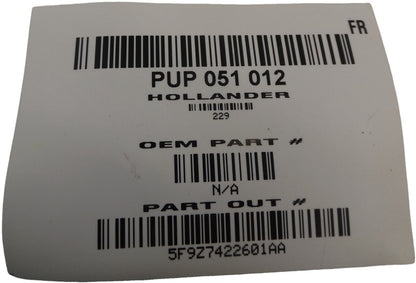 FR
PUP 051 012
HOLLANDER
229
OEM PART #
N/A
PART OUT #
5F9Z7422601AA